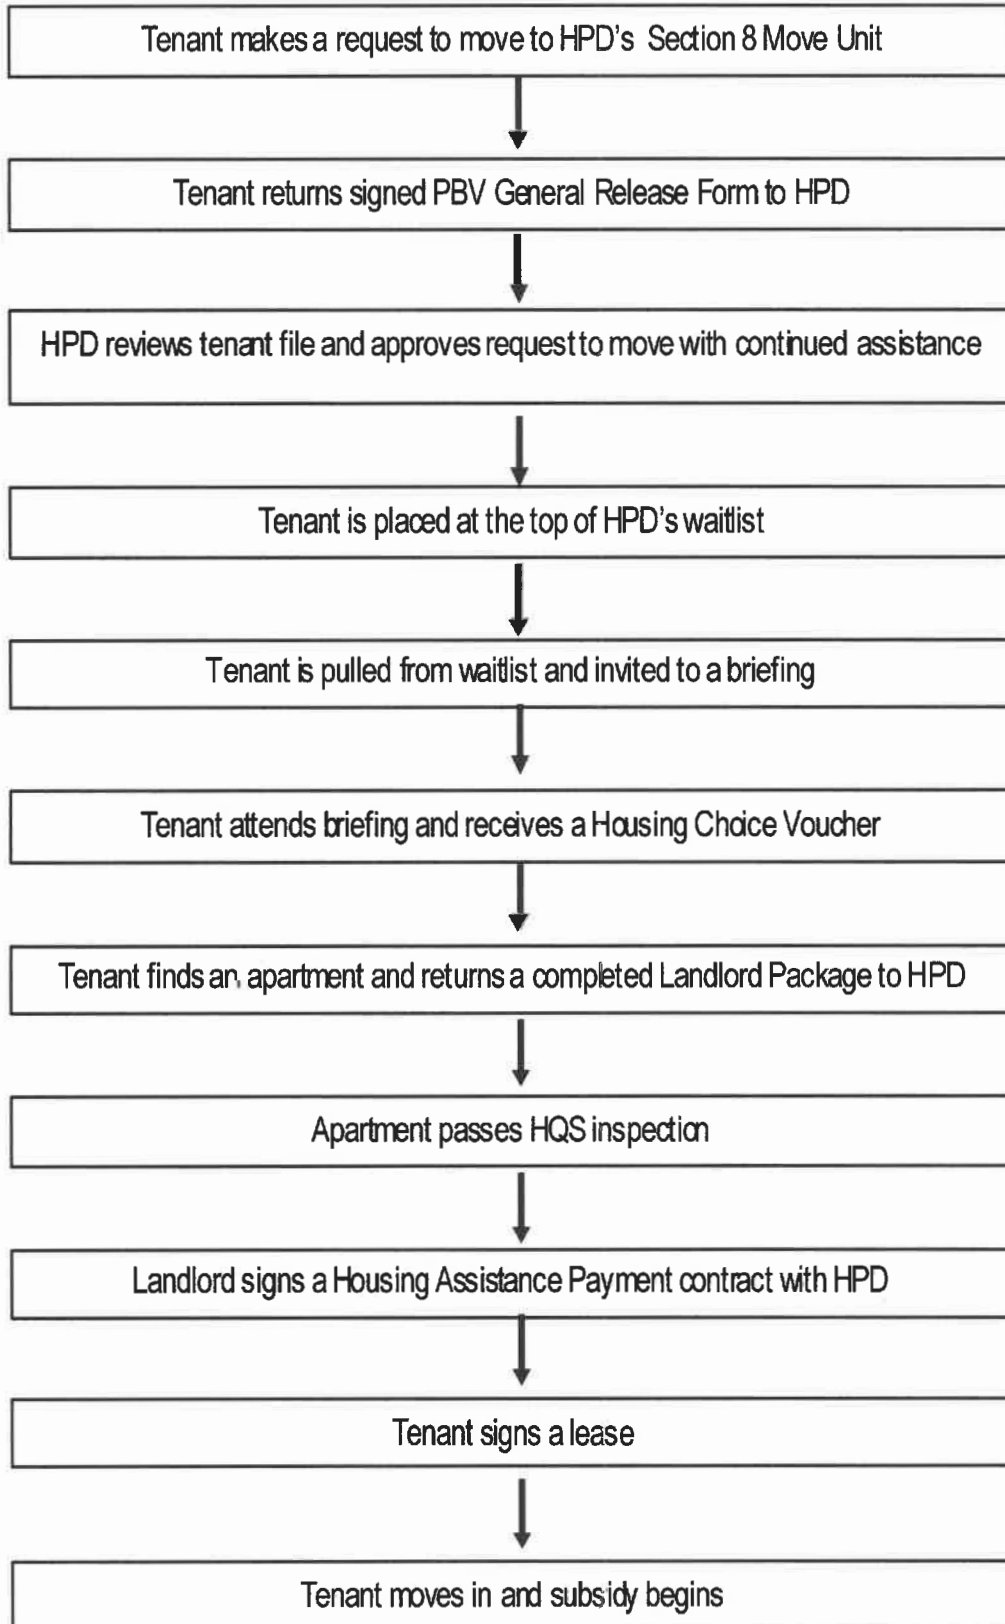 Tenant makes a request to move to HPD's Section 8 Move Unit
Tenant returns signed PBV General Release Form to HPD
HPD reviews tenant file and approves request to move with continued assistance
Tenant is placed at the top of HPD's waitlist
Tenant is pulled from waitlist and invited to a briefing
Tenant attends briefing and receives a Housing Choice Voucher
Tenant finds an apartment and returns a completed Landlord Package to HPD
Apartment passes HQS inspection
Landlord signs a Housing Assistance Payment contract with HPD
Tenant signs a lease
Tenant moves in and subsidy begins